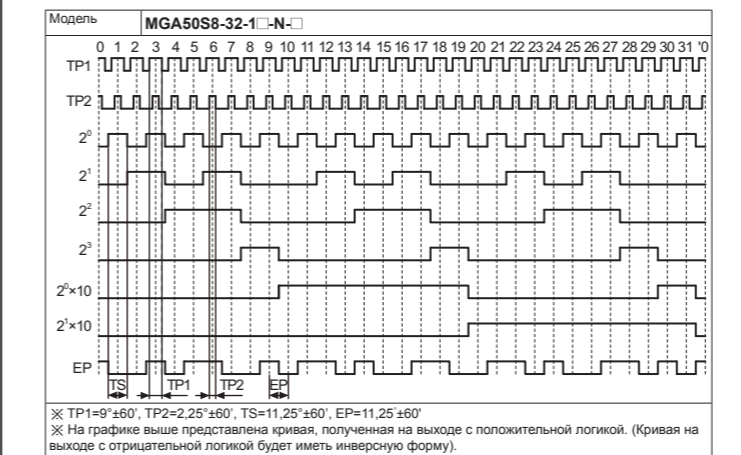 Модель MGA50S8-32-1□-N-□
0 1 2 3 4 5 6 7 8 9 10 11 12 13 14 15 16 17 18 19 20 21 22 23 24 25 26 27 28 29 30 31 '0
TP1
TP2
2⁰
2¹
2²
2³
2⁰×10
2¹×10
EP
TS TP1 TP2 EP
※ TP1=9°±60', TP2=2,25°±60', TS=11,25°±60', EP=11,25°±60'
※ На графике выше представлена кривая, полученная на выходе с положительной логикой. (Кривая на
выходе с отрицательной логикой будет иметь инверсную форму).